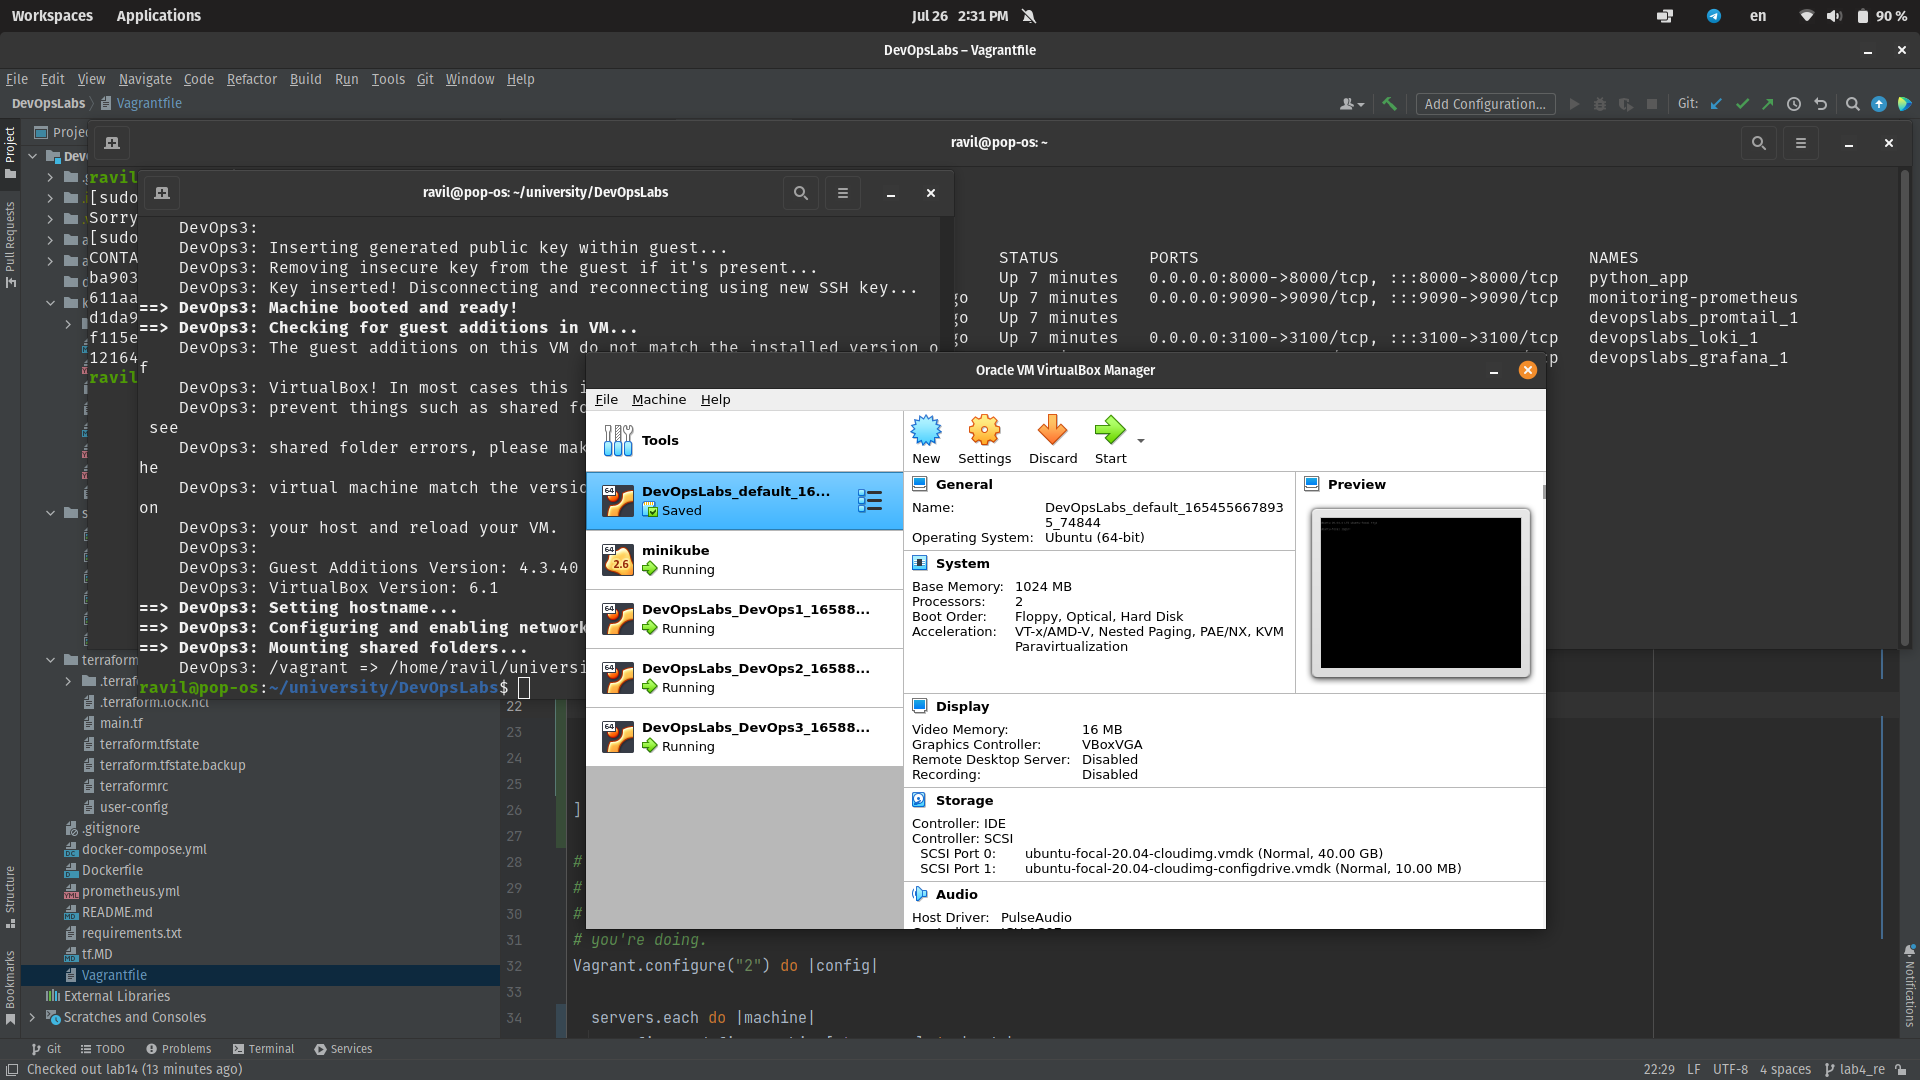 Workspaces Applications Jul 26 2:31 PM en 90 %
DevOpsLabs – Vagrantfile
File Edit View Navigate Code Refactor Build Run Tools Git Window Help
DevOpsLabs Vagrantfile Add Configuration... Git:
Project
Pull Requests
Structure
Bookmarks
Notifications
ravil@pop-os: ~
ravil
[sudo
Sorry
[sudo
CONTA STATUS PORTS NAMES
ba903 Up 7 minutes 0.0.0.0:8000->8000/tcp, :::8000->8000/tcp python_app
611aa go Up 7 minutes 0.0.0.0:9090->9090/tcp, :::9090->9090/tcp monitoring-prometheus
d1da9 go Up 7 minutes devopslabs_promtail_1
f115e go Up 7 minutes 0.0.0.0:3100->3100/tcp, :::3100->3100/tcp devopslabs_loki_1
12164 cp devopslabs_grafana_1
ravil
ravil@pop-os: ~/university/DevOpsLabs
DevOps3:
DevOps3: Inserting generated public key within guest...
DevOps3: Removing insecure key from the guest if it's present...
DevOps3: Key inserted! Disconnecting and reconnecting using new SSH key...
==> DevOps3: Machine booted and ready!
==> DevOps3: Checking for guest additions in VM...
DevOps3: The guest additions on this VM do not match the installed version o
f
DevOps3: VirtualBox! In most cases this i
DevOps3: prevent things such as shared fo
see
DevOps3: shared folder errors, please mak
he
DevOps3: virtual machine match the versio
on
DevOps3: your host and reload your VM.
DevOps3:
DevOps3: Guest Additions Version: 4.3.40
DevOps3: VirtualBox Version: 6.1
==> DevOps3: Setting hostname...
==> DevOps3: Configuring and enabling network
==> DevOps3: Mounting shared folders...
DevOps3: /vagrant => /home/ravil/universi
ravil@pop-os:~/university/DevOpsLabs$
Oracle VM VirtualBox Manager
File Machine Help
Tools
New Settings Discard Start
DevOpsLabs_default_16...
Saved
minikube
Running
DevOpsLabs_DevOps1_16588...
Running
DevOpsLabs_DevOps2_16588...
Running
DevOpsLabs_DevOps3_16588...
Running
General
Name: DevOpsLabs_default_165455667893
5_74844
Operating System: Ubuntu (64-bit)
Preview
System
Base Memory: 1024 MB
Processors: 2
Boot Order: Floppy, Optical, Hard Disk
Acceleration: VT-x/AMD-V, Nested Paging, PAE/NX, KVM
Paravirtualization
Display
Video Memory: 16 MB
Graphics Controller: VBoxVGA
Remote Desktop Server: Disabled
Recording: Disabled
Storage
Controller: IDE
Controller: SCSI
SCSI Port 0: ubuntu-focal-20.04-cloudimg.vmdk (Normal, 40.00 GB)
SCSI Port 1: ubuntu-focal-20.04-cloudimg-configdrive.vmdk (Normal, 10.00 MB)
Audio
Host Driver: PulseAudio
Projec
Dev
terraform
.terraf
.terraform.lock.hcl
main.tf
terraform.tfstate
terraform.tfstate.backup
terraformrc
user-config
.gitignore
docker-compose.yml
Dockerfile
prometheus.yml
README.md
requirements.txt
tf.MD
Vagrantfile
External Libraries
Scratches and Consoles
22
23
24
25
26 ]
27
28 #
29 #
30 #
31 # you're doing.
32 Vagrant.configure("2") do |config|
33
34 servers.each do |machine|
Git TODO Problems Terminal Services
Checked out lab14 (13 minutes ago) 22:29 LF UTF-8 4 spaces lab4_re